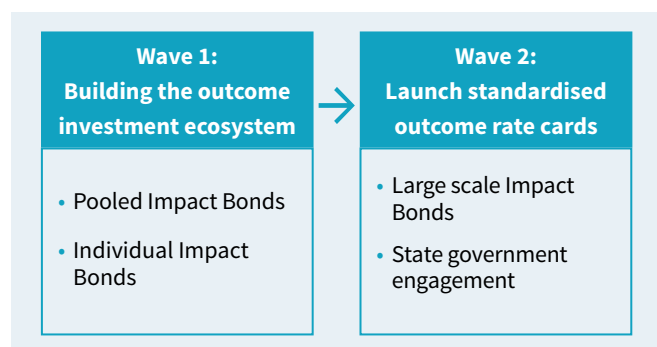 Wave 1:
Building the outcome
investment ecosystem
• Pooled Impact Bonds
• Individual Impact
Bonds
Wave 2:
Launch standardised
outcome rate cards
• Large scale Impact
Bonds
• State government
engagement